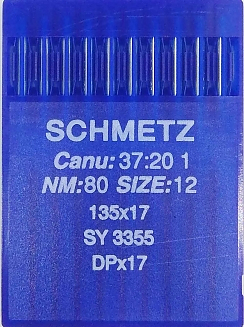 SCHMETZ
Canu: 37:20 1
NM:80 SIZE:12
135x17
SY 3355
DPx17